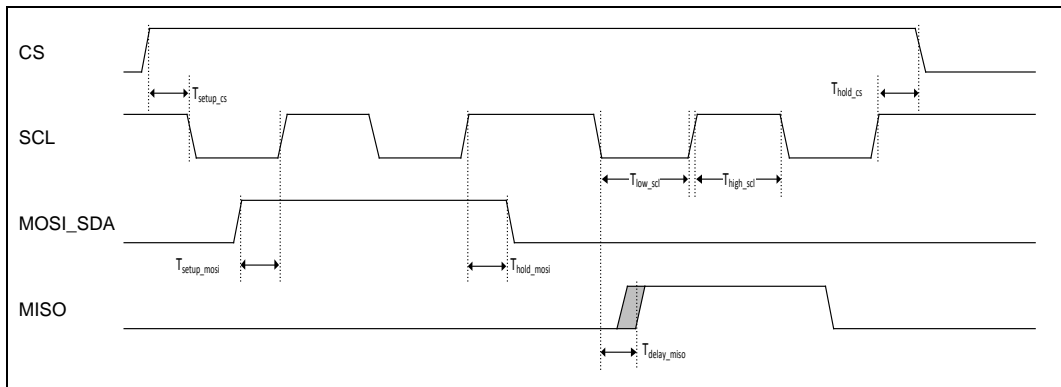 CS
T_setup_cs
T_hold_cs
SCL
T_low_scl
T_high_scl
MOSI_SDA
T_setup_mosi
T_hold_mosi
MISO
T_delay_miso